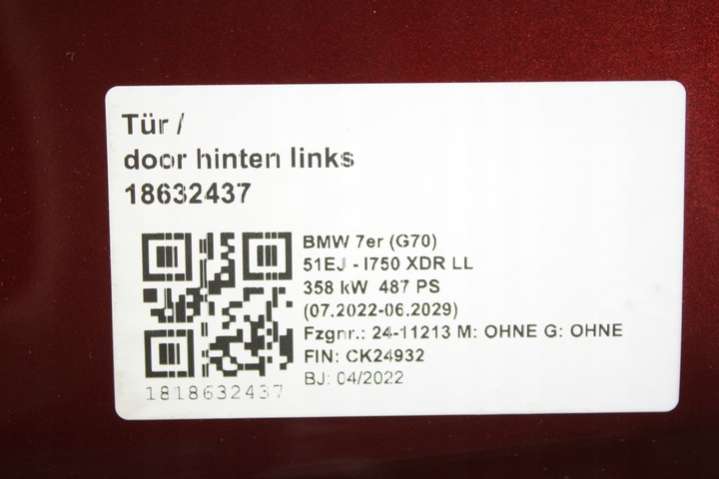 Tür /
door hinten links
18632437
BMW 7er (G70)
51EJ - I750 XDR LL
358 kW 487 PS
(07.2022-06.2029)
Fzgnr.: 24-11213 M: OHNE G: OHNE
FIN: CK24932
BJ: 04/2022
1818632437